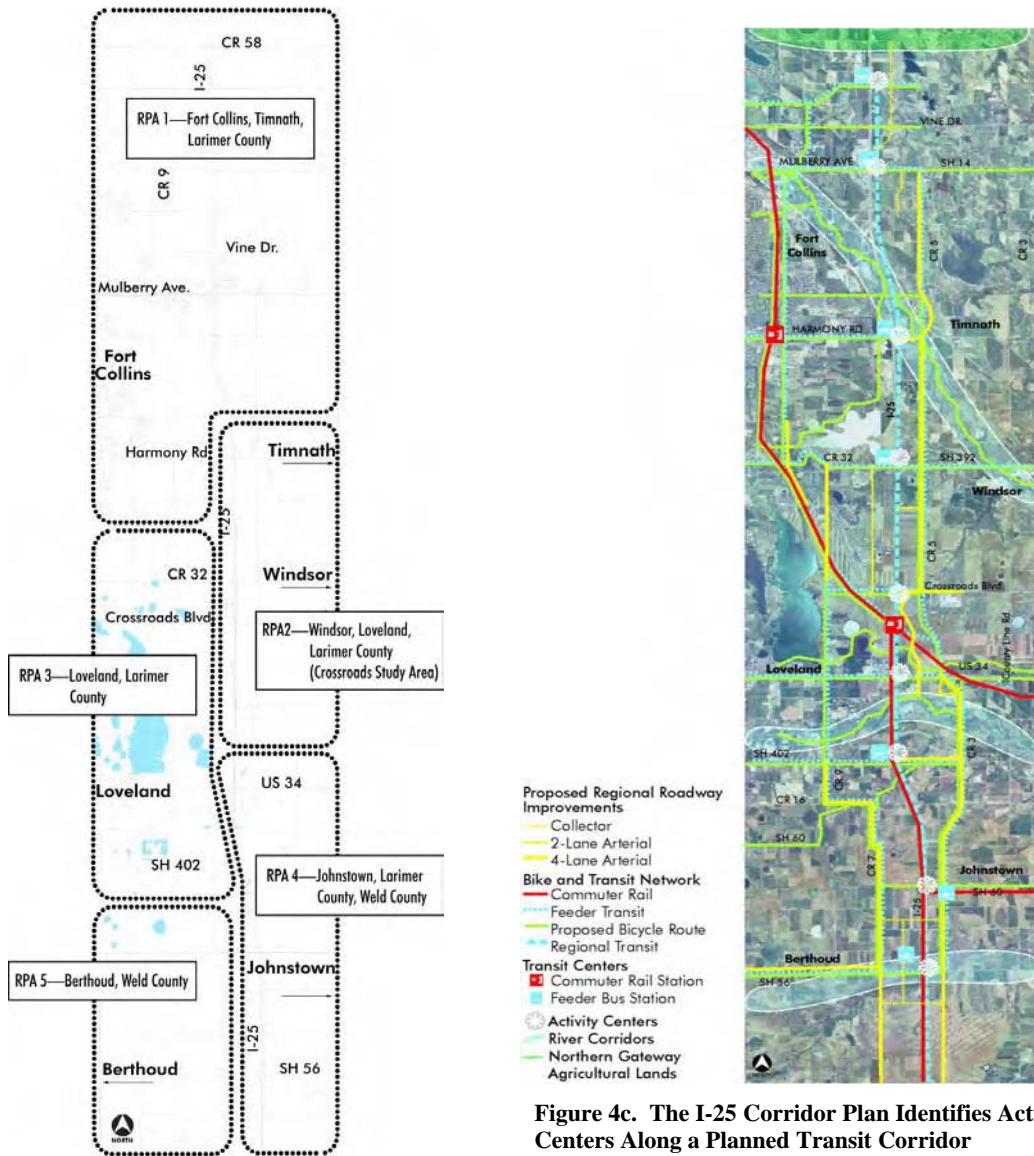 CR 58
I-25
RPA 1—Fort Collins, Timnath,
Larimer County
CR 9
Vine Dr.
Mulberry Ave.
Fort
Collins
Harmony Rd
Timnath
I-25
CR 32
Windsor
Crossroads Blvd
RPA2—Windsor, Loveland,
Larimer County
(Crossroads Study Area)
RPA 3—Loveland, Larimer
County
US 34
Loveland
SH 402
RPA 4—Johnstown, Larimer
County, Weld County
Johnstown
RPA 5—Berthoud, Weld County
I-25
SH 56
Berthoud
NORTH
VINE DR.
MULBERRY AVE.
SH 14
Fort
Collins
CR 5
CR 3
HARMONY RD
Timnath
I-25
CR 32
SH 392
Windsor
CR 5
Crossroads Blvd.
County Line Rd.
Loveland
US 34
SH 402
CR 3
CR 9
CR 16
SH 60
CR 7
Johnstown
SH 60
I-25
Berthoud
SH 56
Proposed Regional Roadway
Improvements
Collector
2-Lane Arterial
4-Lane Arterial
Bike and Transit Network
Commuter Rail
Feeder Transit
Proposed Bicycle Route
Regional Transit
Transit Centers
Commuter Rail Station
Feeder Bus Station
Activity Centers
River Corridors
Northern Gateway
Agricultural Lands
Figure 4c. The I-25 Corridor Plan Identifies Act
Centers Along a Planned Transit Corridor